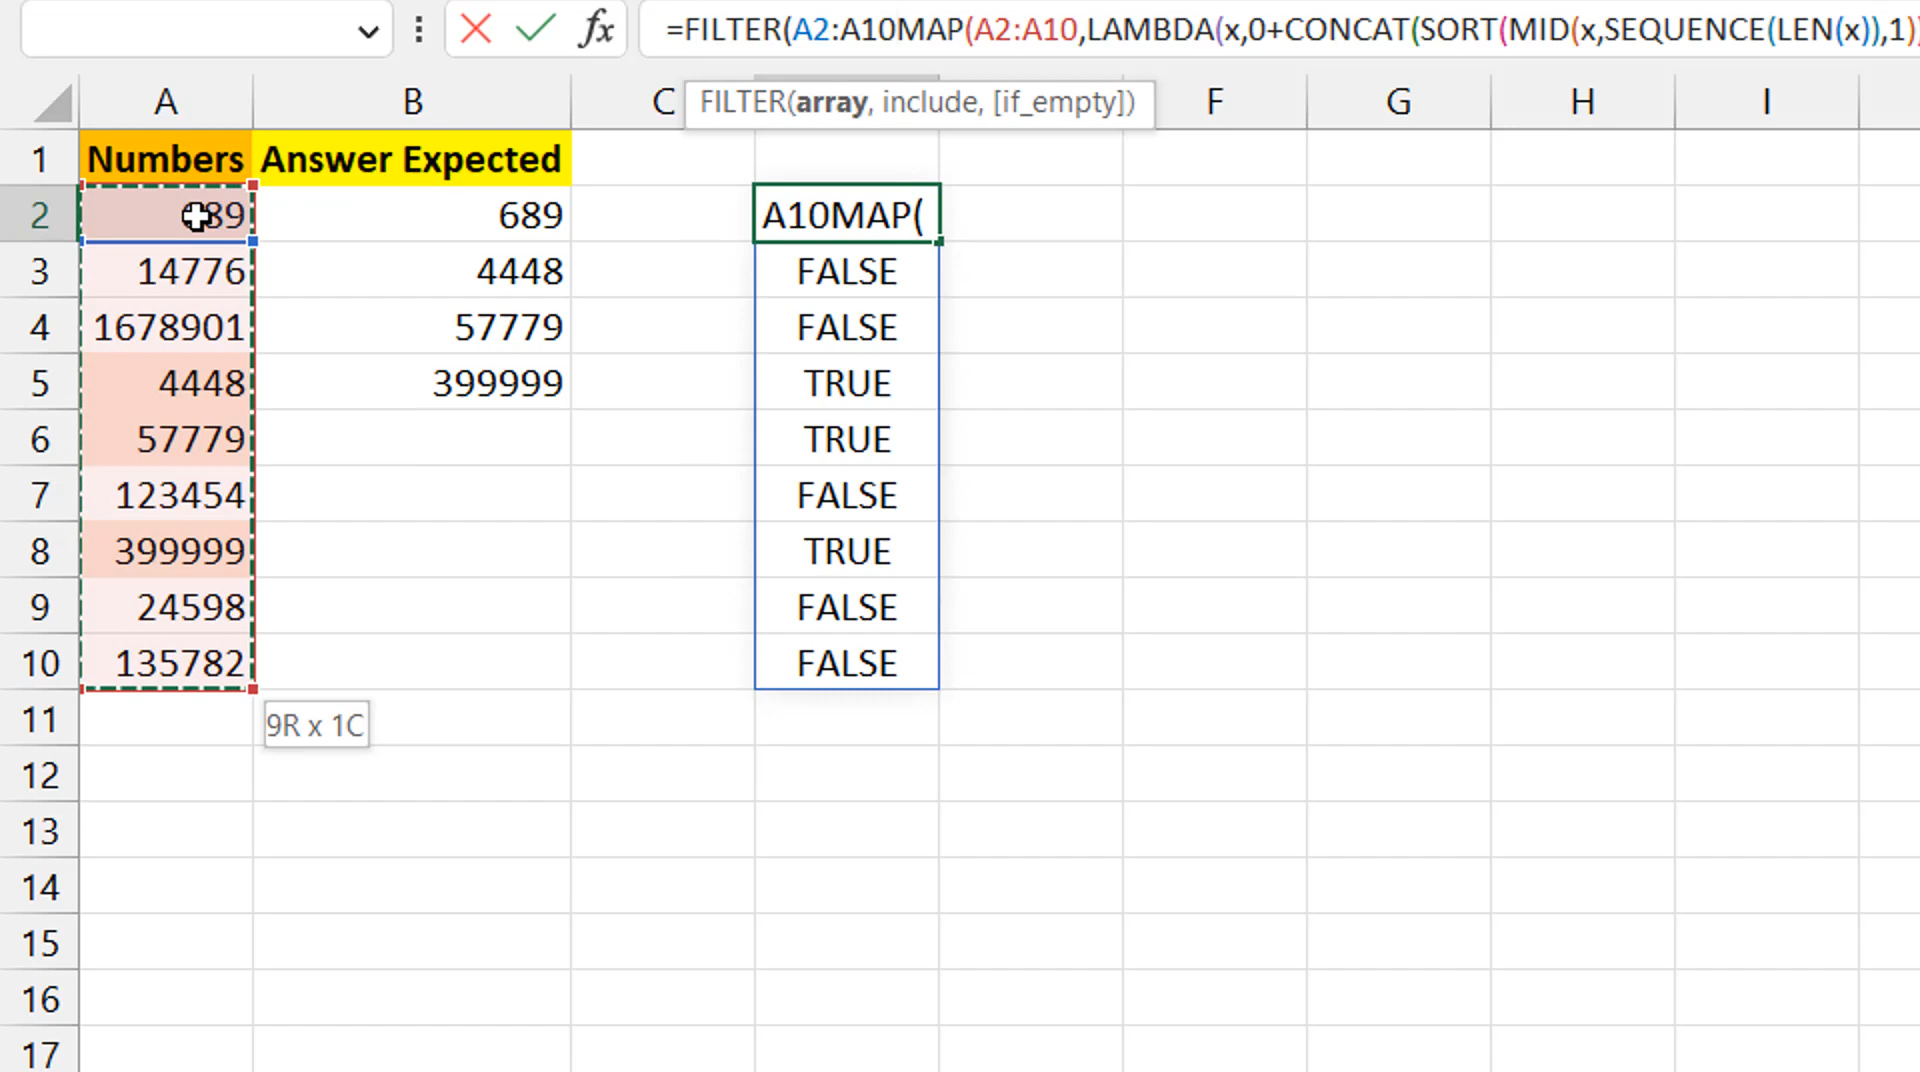 =FILTER(A2:A10MAP(A2:A10,LAMBDA(x,0+CONCAT(SORT(MID(x,SEQUENCE(LEN(x)),1)
fx
FILTER(array, include, [if_empty])
A B C F G H I
1 Numbers Answer Expected
2 89 689 A10MAP(
3 14776 4448 FALSE
4 1678901 57779 FALSE
5 4448 399999 TRUE
6 57779 TRUE
7 123454 FALSE
8 399999 TRUE
9 24598 FALSE
10 135782 FALSE
11 9R x 1C
12
13
14
15
16
17